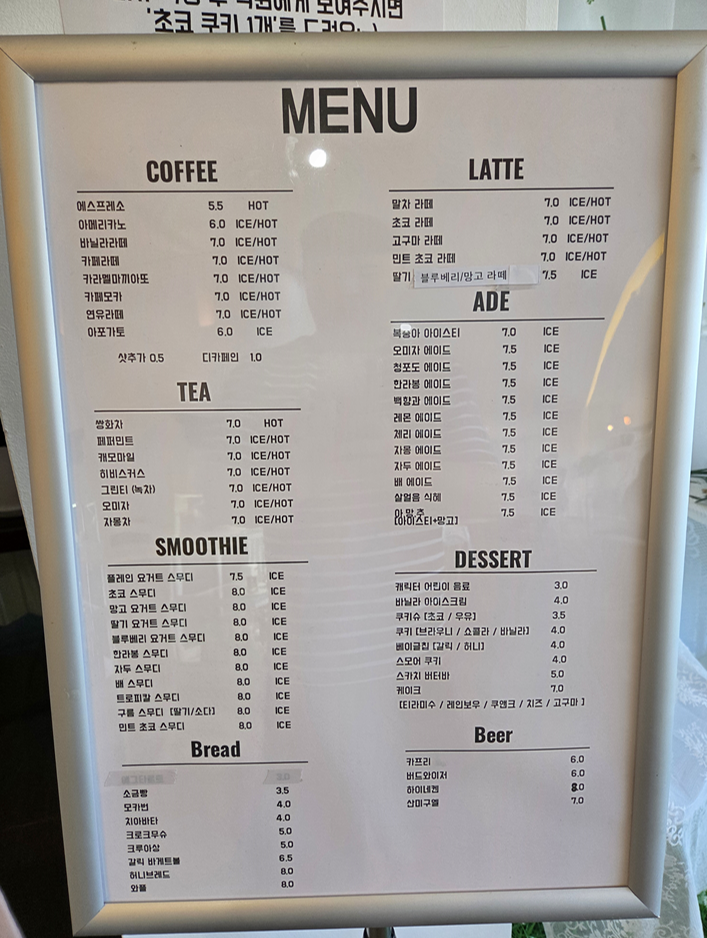 직원에게 보여주시면
'초코 쿠키 1개'를 드려요:)
MENU
COFFEE
에스프레소 5.5 HOT
아메리카노 6.0 ICE/HOT
바닐라라떼 7.0 ICE/HOT
카페라떼 7.0 ICE/HOT
카라멜마끼아또 7.0 ICE/HOT
카페모카 7.0 ICE/HOT
연유라떼 7.0 ICE/HOT
아포가토 6.0 ICE
샷추가 0.5 디카페인 1.0
TEA
쌍화차 7.0 HOT
페퍼민트 7.0 ICE/HOT
캐모마일 7.0 ICE/HOT
히비스커스 7.0 ICE/HOT
그린티 (녹차) 7.0 ICE/HOT
오미자 7.0 ICE/HOT
자몽차 7.0 ICE/HOT
SMOOTHIE
플레인 요거트 스무디 7.5 ICE
초코 스무디 8.0 ICE
망고 요거트 스무디 8.0 ICE
딸기 요거트 스무디 8.0 ICE
블루베리 요거트 스무디 8.0 ICE
한라봉 스무디 8.0 ICE
자두 스무디 8.0 ICE
배 스무디 8.0 ICE
트로피칼 스무디 8.0 ICE
구름 스무디 [딸기/소다] 8.0 ICE
민트 초코 스무디 8.0 ICE
Bread
소금빵 3.5
모카번 4.0
치아바타 4.0
크로크무슈 5.0
크루아상 5.0
갈릭 바게트볼 6.5
허니브레드 8.0
와플 8.0
LATTE
말차 라떼 7.0 ICE/HOT
초코 라떼 7.0 ICE/HOT
고구마 라떼 7.0 ICE/HOT
민트 초코 라떼 7.0 ICE/HOT
딸기 블루베리/망고 라떼 7.5 ICE
ADE
복숭아 아이스티 7.0 ICE
오미자 에이드 7.5 ICE
청포도 에이드 7.5 ICE
한라봉 에이드 7.5 ICE
백향과 에이드 7.5 ICE
레몬 에이드 7.5 ICE
체리 에이드 7.5 ICE
자몽 에이드 7.5 ICE
자두 에이드 7.5 ICE
배 에이드 7.5 ICE
살얼음 식혜 7.5 ICE
아망추 7.5 ICE
[아이스티+망고]
DESSERT
캐릭터 어린이 음료 3.0
바닐라 아이스크림 4.0
쿠키슈 [초코 / 우유] 3.5
쿠키 [브라우니 / 쇼콜라 / 바닐라] 4.0
베이글칩 [갈릭 / 허니] 4.0
스모어 쿠키 4.0
스카치 버터바 5.0
케이크 7.0
[티라미수 / 레인보우 / 쿠앤크 / 치즈 / 고구마 ]
Beer
카프리 6.0
버드와이저 6.0
하이네켄 8.0
산미구엘 7.0